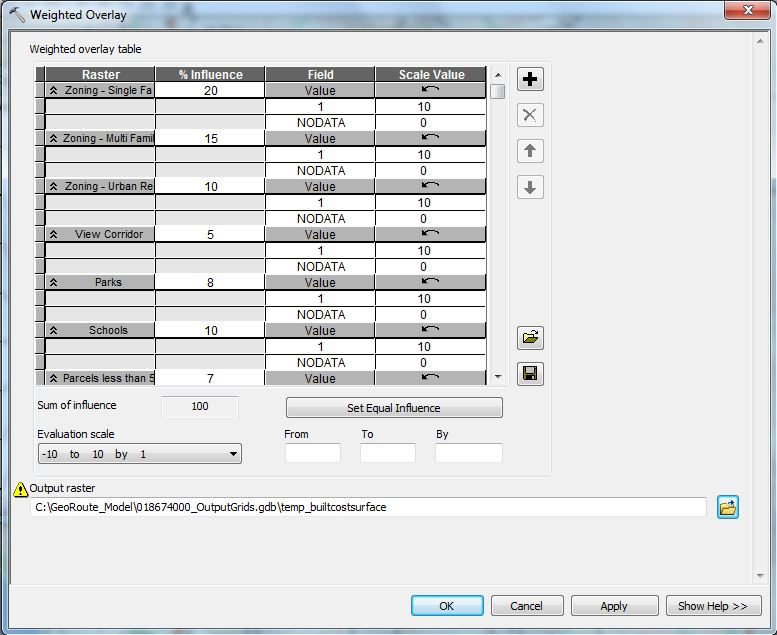 Weighted Overlay
Weighted overlay table
Raster % Influence Field Scale Value
Zoning - Single Fa 20 Value
1 10
NODATA 0
Zoning - Multi Famil 15 Value
1 10
NODATA 0
Zoning - Urban Re 10 Value
1 10
NODATA 0
View Corridor 5 Value
1 10
NODATA 0
Parks 8 Value
1 10
NODATA 0
Schools 10 Value
1 10
NODATA 0
Parcels less than 5 7 Value
Sum of influence 100 Set Equal Influence
Evaluation scale From To By
-10 to 10 by 1
Output raster
C:\GeoRoute_Model\018674000_OutputGrids.gdb\temp_builtcostsurface
OK Cancel Apply Show Help >>